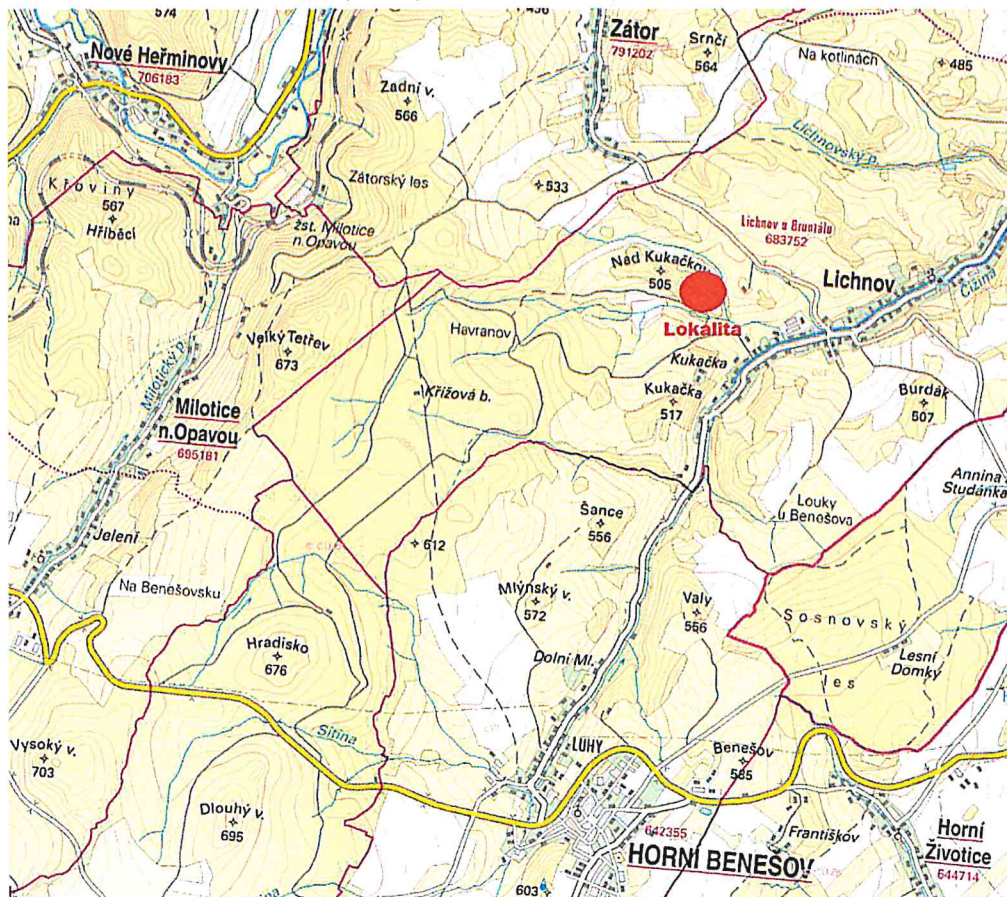 574
Nové Heřminovy
706183
Zadní v.
566
Zátor
791202
Srnčí
564
Na kotlinách
485
Lichnovský p.
Křoviny
567
Hříběcí
Zátorský les
533
žst. Milotice
n.Opavou
Lichnov u Bruntálu
683752
Nad Kukačkou
505
Lokalita
Lichnov
Čižina
Velký Tetřev
673
Havranov
Kukačka
Křížová b.
Kukačka
517
Burdák
507
Milotický p.
Milotice
n.Opavou
695181
Annina
Studánka
Louky
u Benešova
Šance
556
612
Jelení
Na Benešovsku
Mlýnský v.
572
Valy
556
Sosnovský
les
Lesní
Domky
Hradisko
676
Dolní Ml.
Sitina
LUHY
Benešov
585
Vysoký v.
703
Dlouhý v.
695
642355
HORNÍ BENEŠOV
Františkov
Horní
Životice
644714
603